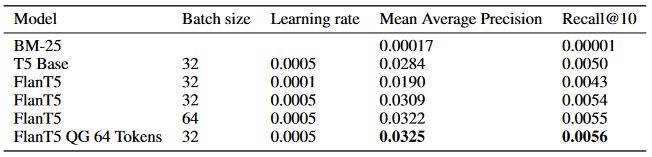 Model Batch size Learning rate Mean Average Precision Recall@10
BM-25 0.00017 0.00001
T5 Base 32 0.0005 0.0284 0.0050
FlanT5 32 0.0001 0.0190 0.0043
FlanT5 32 0.0005 0.0309 0.0054
FlanT5 64 0.0005 0.0322 0.0055
FlanT5 QG 64 Tokens 32 0.0005 0.0325 0.0056